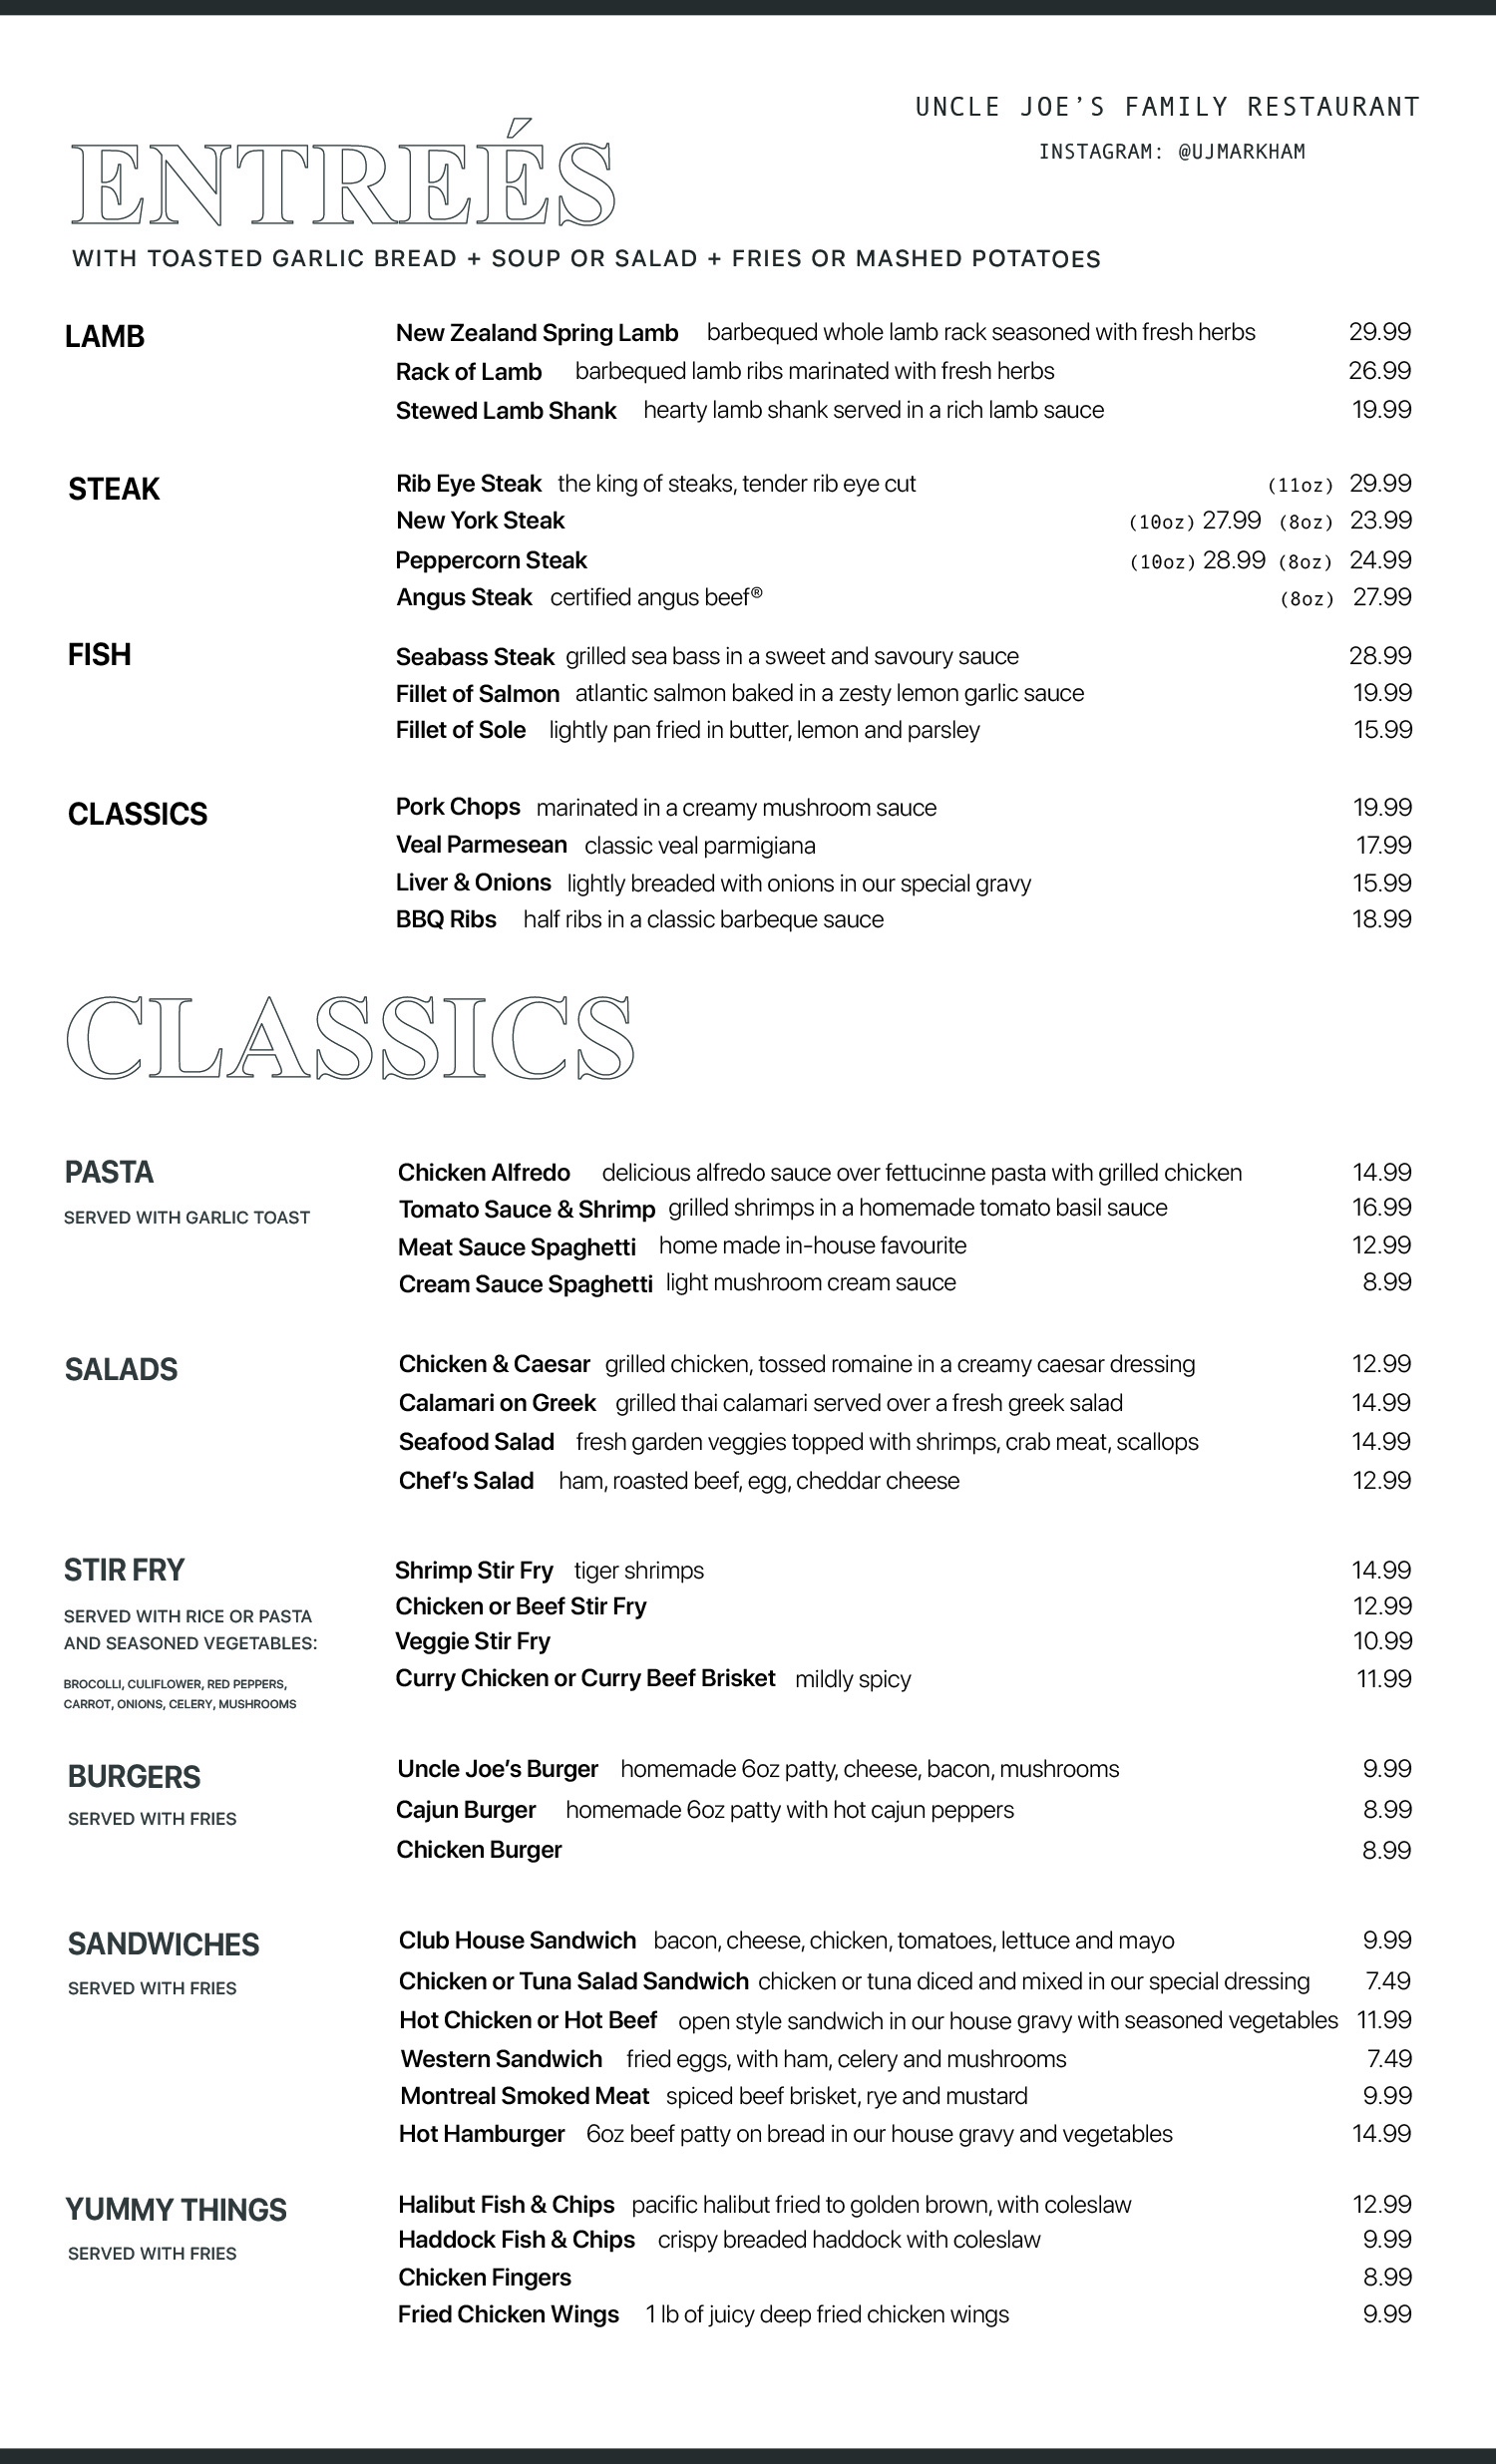 UNCLE JOE'S FAMILY RESTAURANT
INSTAGRAM: @UJMARKHAM
ENTREÉS
WITH TOASTED GARLIC BREAD + SOUP OR SALAD + FRIES OR MASHED POTATOES
LAMB
New Zealand Spring Lamb barbequed whole lamb rack seasoned with fresh herbs 29.99
Rack of Lamb barbequed lamb ribs marinated with fresh herbs 26.99
Stewed Lamb Shank hearty lamb shank served in a rich lamb sauce 19.99
STEAK
Rib Eye Steak the king of steaks, tender rib eye cut (11oz) 29.99
New York Steak (10oz) 27.99 (8oz) 23.99
Peppercorn Steak (10oz) 28.99 (8oz) 24.99
Angus Steak certified angus beef® (8oz) 27.99
FISH
Seabass Steak grilled sea bass in a sweet and savoury sauce 28.99
Fillet of Salmon atlantic salmon baked in a zesty lemon garlic sauce 19.99
Fillet of Sole lightly pan fried in butter, lemon and parsley 15.99
CLASSICS
Pork Chops marinated in a creamy mushroom sauce 19.99
Veal Parmesean classic veal parmigiana 17.99
Liver & Onions lightly breaded with onions in our special gravy 15.99
BBQ Ribs half ribs in a classic barbeque sauce 18.99
CLASSICS
PASTA
SERVED WITH GARLIC TOAST
Chicken Alfredo delicious alfredo sauce over fettucinne pasta with grilled chicken 14.99
Tomato Sauce & Shrimp grilled shrimps in a homemade tomato basil sauce 16.99
Meat Sauce Spaghetti home made in-house favourite 12.99
Cream Sauce Spaghetti light mushroom cream sauce 8.99
SALADS
Chicken & Caesar grilled chicken, tossed romaine in a creamy caesar dressing 12.99
Calamari on Greek grilled thai calamari served over a fresh greek salad 14.99
Seafood Salad fresh garden veggies topped with shrimps, crab meat, scallops 14.99
Chef's Salad ham, roasted beef, egg, cheddar cheese 12.99
STIR FRY
SERVED WITH RICE OR PASTA
AND SEASONED VEGETABLES:
BROCOLLI, CULIFLOWER, RED PEPPERS,
CARROT, ONIONS, CELERY, MUSHROOMS
Shrimp Stir Fry tiger shrimps 14.99
Chicken or Beef Stir Fry 12.99
Veggie Stir Fry 10.99
Curry Chicken or Curry Beef Brisket mildly spicy 11.99
BURGERS
SERVED WITH FRIES
Uncle Joe's Burger homemade 6oz patty, cheese, bacon, mushrooms 9.99
Cajun Burger homemade 6oz patty with hot cajun peppers 8.99
Chicken Burger 8.99
SANDWICHES
SERVED WITH FRIES
Club House Sandwich bacon, cheese, chicken, tomatoes, lettuce and mayo 9.99
Chicken or Tuna Salad Sandwich chicken or tuna diced and mixed in our special dressing 7.49
Hot Chicken or Hot Beef open style sandwich in our house gravy with seasoned vegetables 11.99
Western Sandwich fried eggs, with ham, celery and mushrooms 7.49
Montreal Smoked Meat spiced beef brisket, rye and mustard 9.99
Hot Hamburger 6oz beef patty on bread in our house gravy and vegetables 14.99
YUMMY THINGS
SERVED WITH FRIES
Halibut Fish & Chips pacific halibut fried to golden brown, with coleslaw 12.99
Haddock Fish & Chips crispy breaded haddock with coleslaw 9.99
Chicken Fingers 8.99
Fried Chicken Wings 1 lb of juicy deep fried chicken wings 9.99